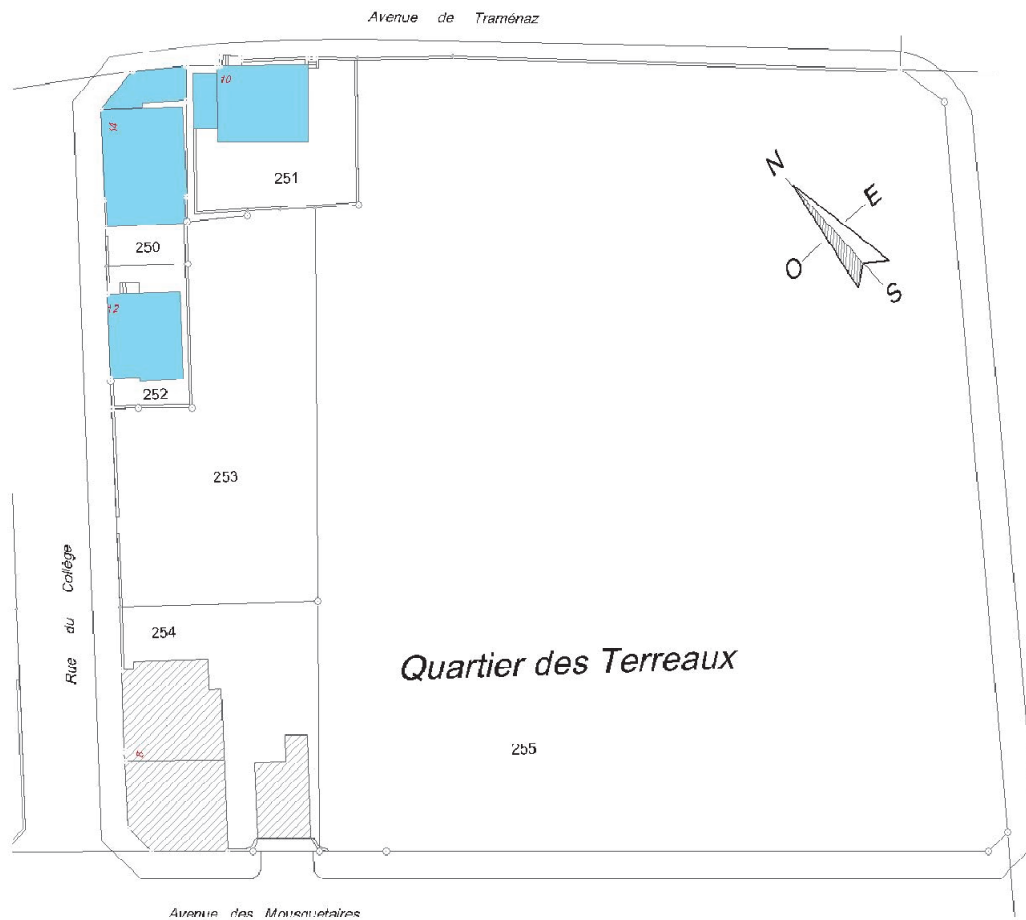 Avenue de Traménaz
10
14
251
N
E
O
S
250
12
252
253
Rue du Collège
254
Quartier des Terreaux
8
255
Avenue des Mousquetaires